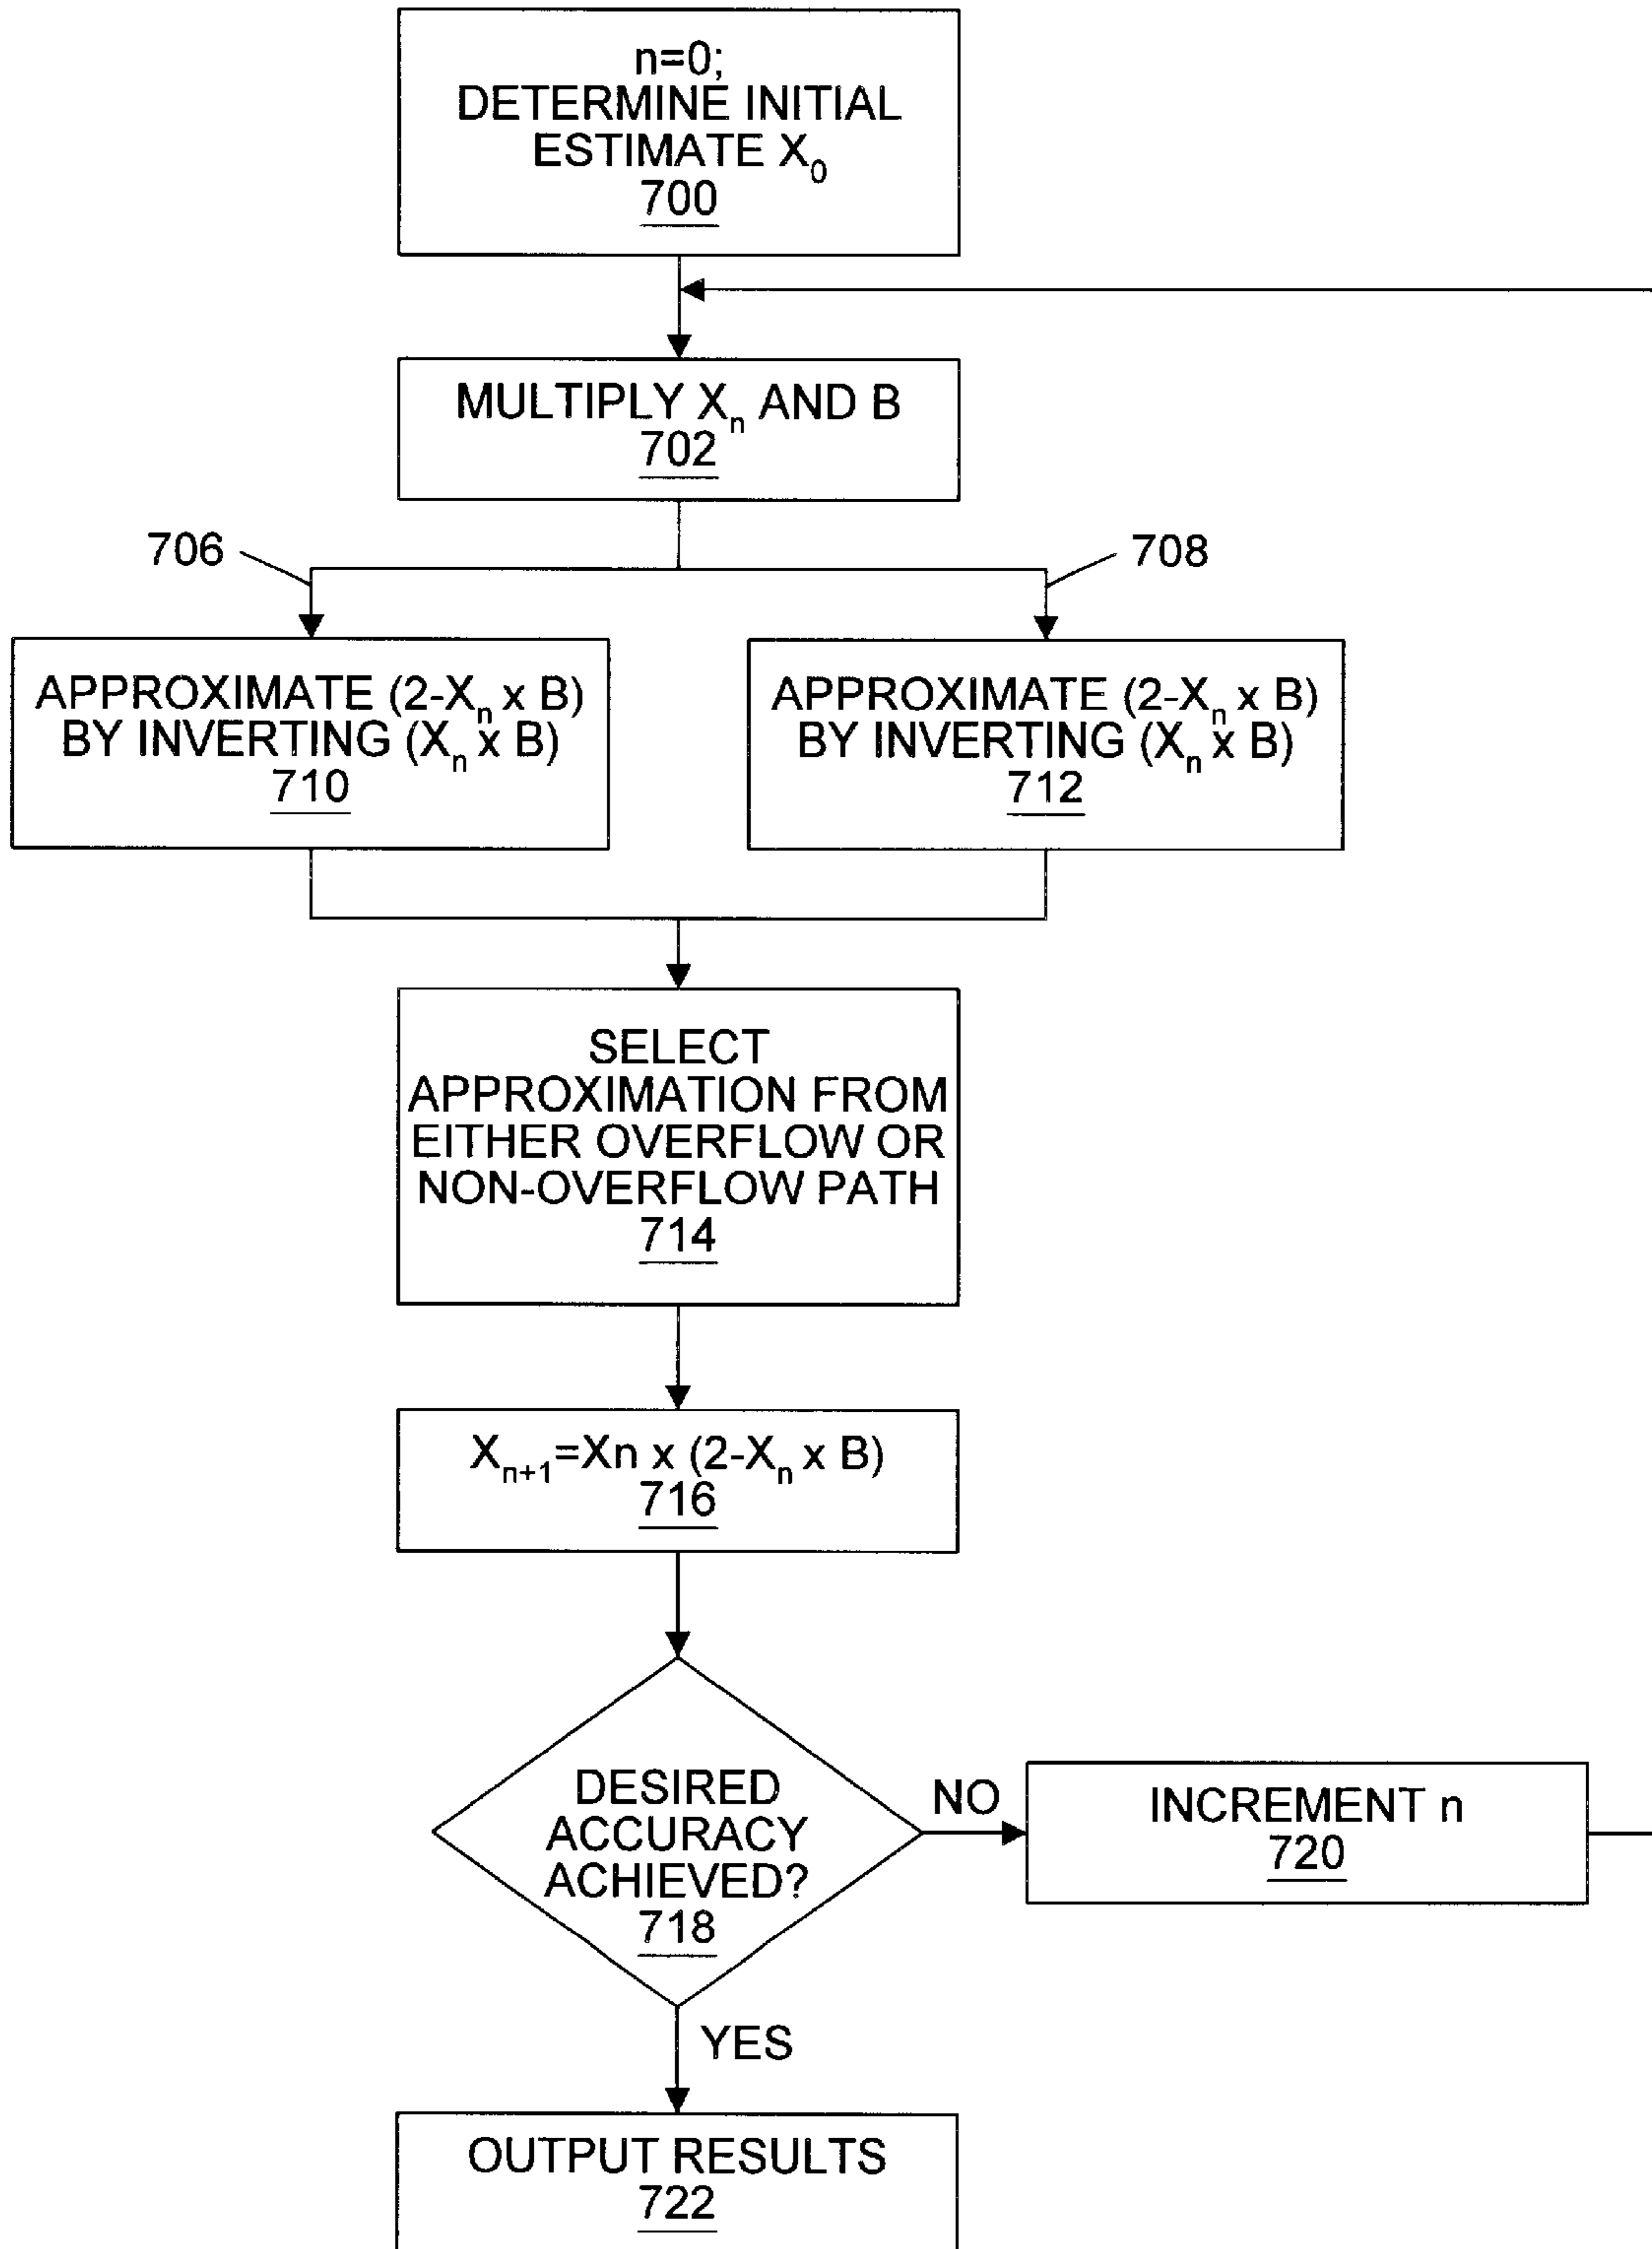 n=0;
DETERMINE INITIAL
ESTIMATE X₀
700
MULTIPLY Xₙ AND B
702
706
708
APPROXIMATE (2-Xₙ x B)
BY INVERTING (Xₙ x B)
710
APPROXIMATE (2-Xₙ x B)
BY INVERTING (Xₙ x B)
712
SELECT
APPROXIMATION FROM
EITHER OVERFLOW OR
NON-OVERFLOW PATH
714
Xₙ₊₁=Xn x (2-Xₙ x B)
716
DESIRED
ACCURACY
ACHIEVED?
718
NO
INCREMENT n
720
YES
OUTPUT RESULTS
722